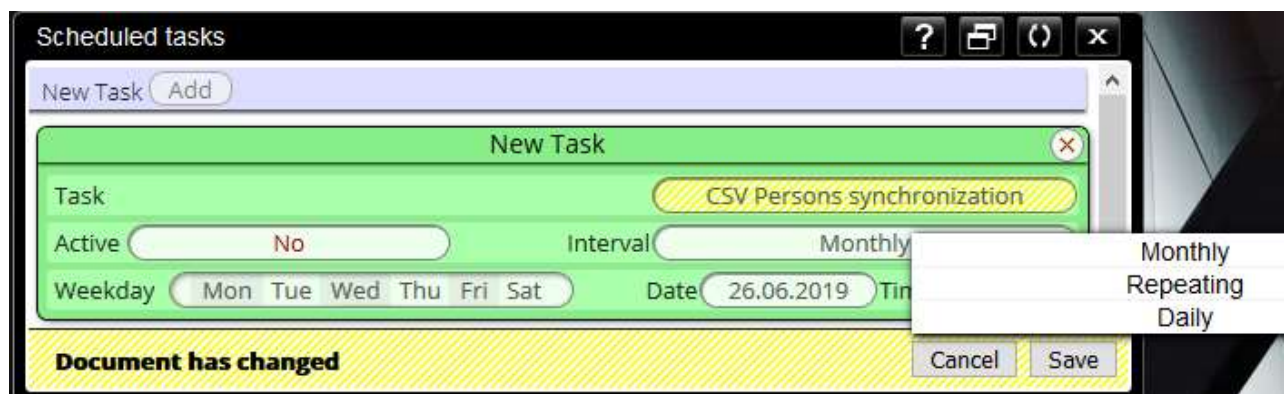 Scheduled tasks
New Task Add
New Task
Task CSV Persons synchronization
Active No Interval Monthly
Monthly
Weekday Mon Tue Wed Thu Fri Sat Date 26.06.2019
Repeating
Daily
Document has changed Cancel Save